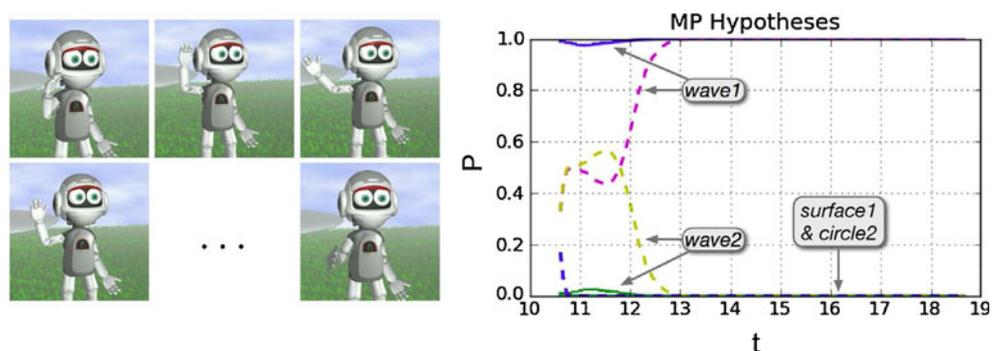 MP Hypotheses
1.0
0.8
0.6
0.4
0.2
0.0
P
wave1
wave2
surface1
& circle2
10 11 12 13 14 15 16 17 18 19
t
. . .